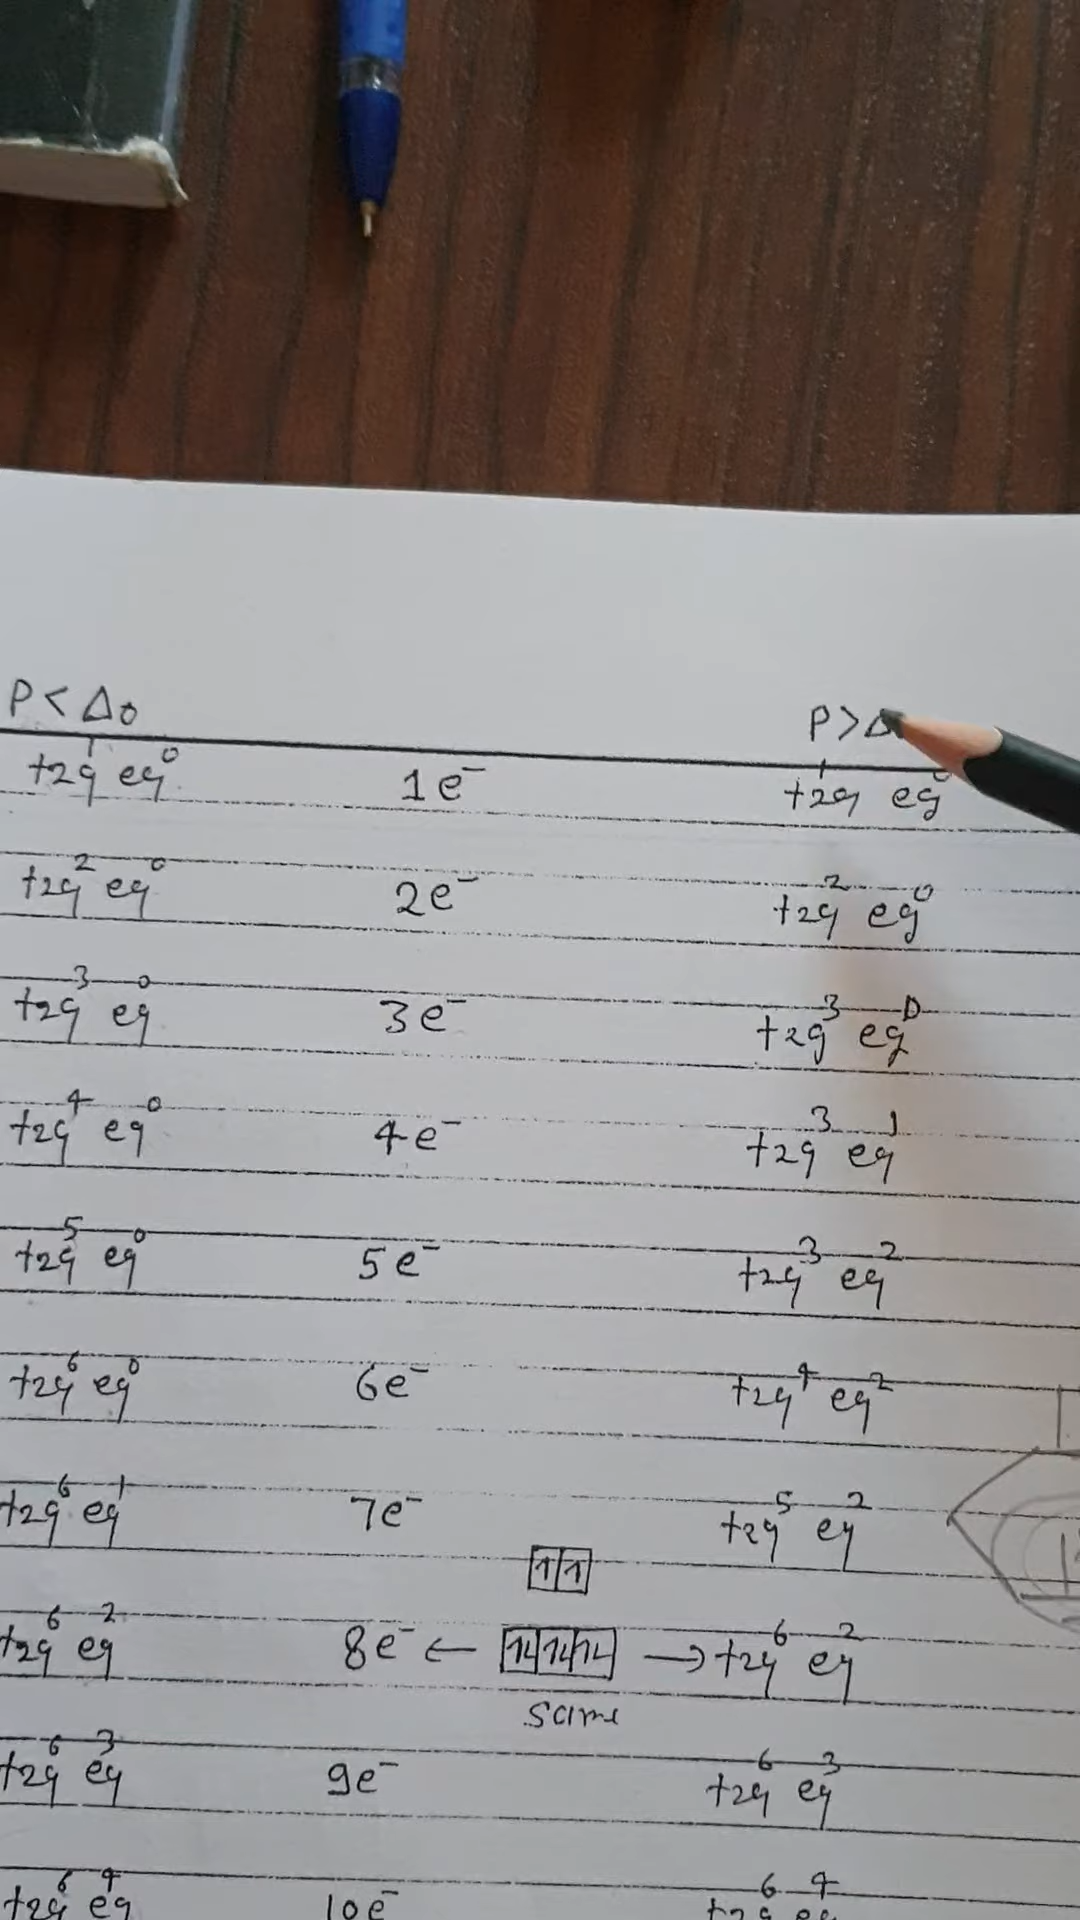 P < Δo P > Δ
t2g¹ eg⁰ 1e⁻ t2g¹ eg⁰
t2g² eg⁰ 2e⁻ t2g² eg⁰
t2g³ eg⁰ 3e⁻ t2g³ eg⁰
t2g⁴ eg⁰ 4e⁻ t2g³ eg¹
t2g⁵ eg⁰ 5e⁻ t2g³ eg²
t2g⁶ eg⁰ 6e⁻ t2g⁴ eg²
t2g⁶ eg¹ 7e⁻ t2g⁵ eg²
↿ ↿
t2g⁶ eg² 8e⁻ ← ↿⇂ ↿⇂ ↿⇂ → t2g⁶ eg²
same
t2g⁶ eg³ 9e⁻ t2g⁶ eg³
t2g⁶ eg⁴ 10e⁻ t2g⁶ eg⁴